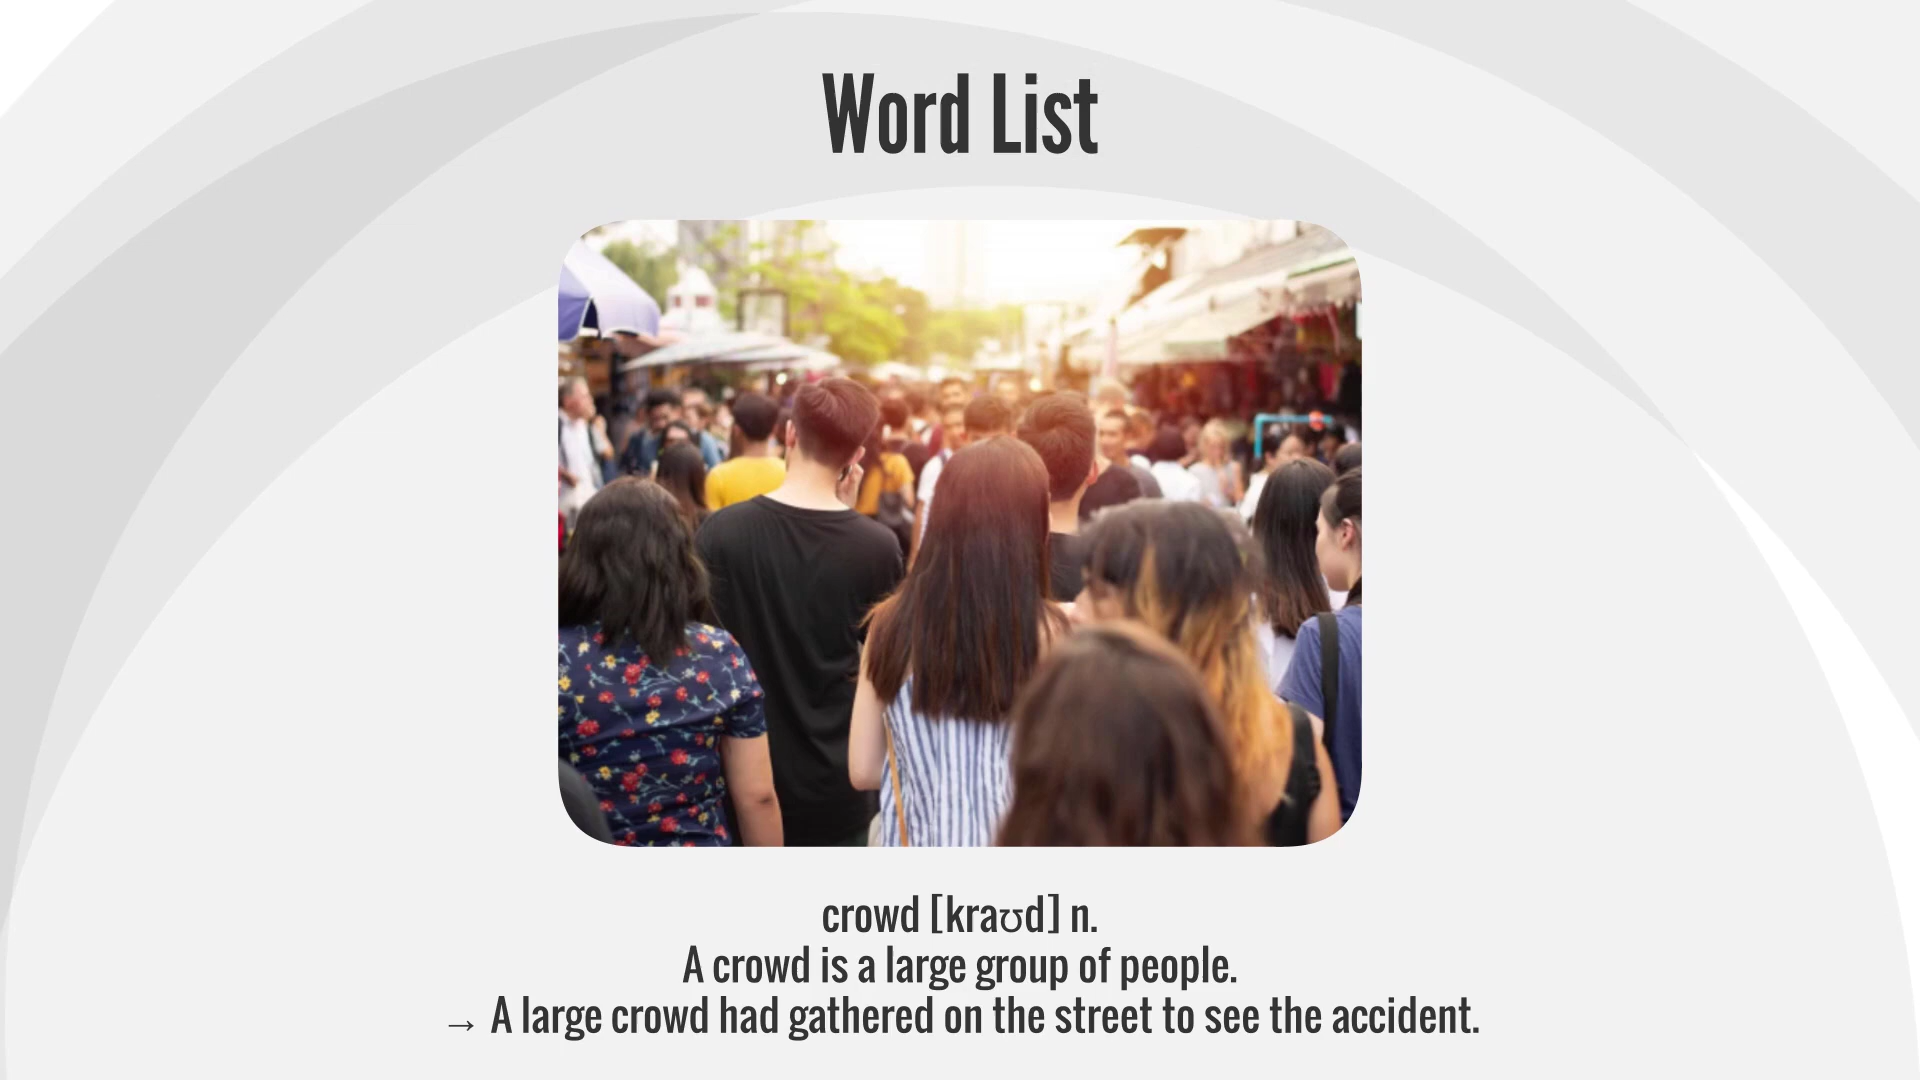 Word List
crowd [kraʊd] n.
A crowd is a large group of people.
→ A large crowd had gathered on the street to see the accident.